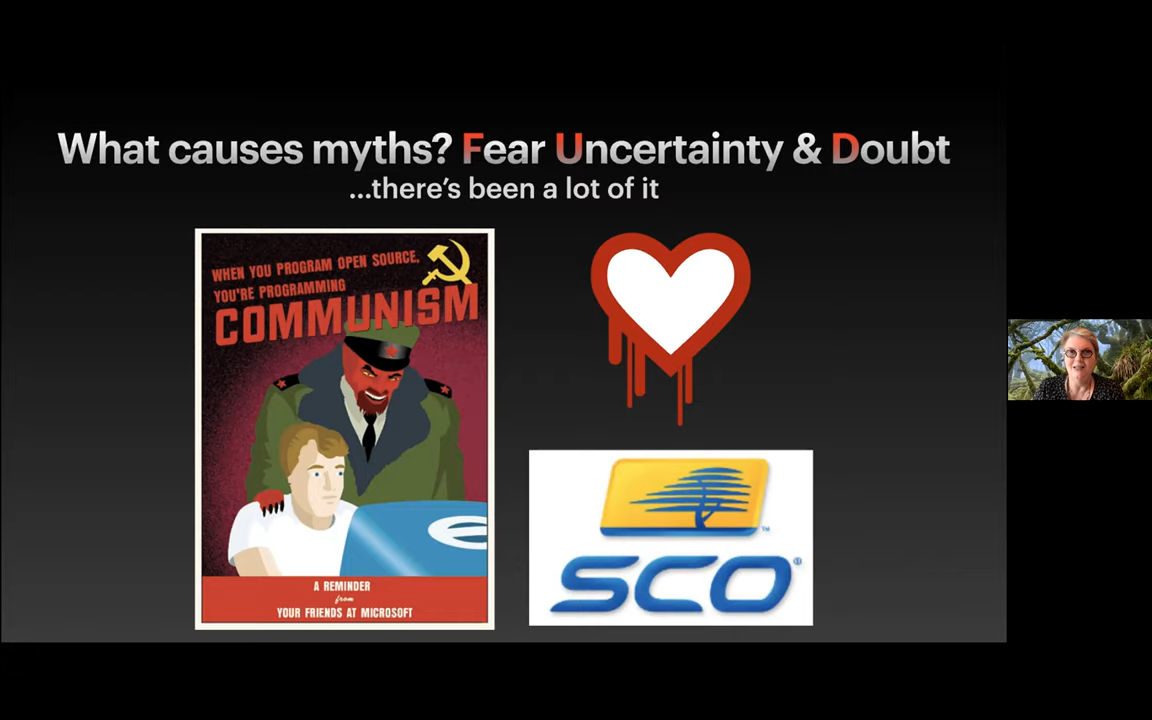 What causes myths? Fear Uncertainty & Doubt
...there's been a lot of it
WHEN YOU PROGRAM OPEN SOURCE,
YOU'RE PROGRAMMING
COMMUNISM
A REMINDER
from
YOUR FRIENDS AT MICROSOFT
SCO®
™